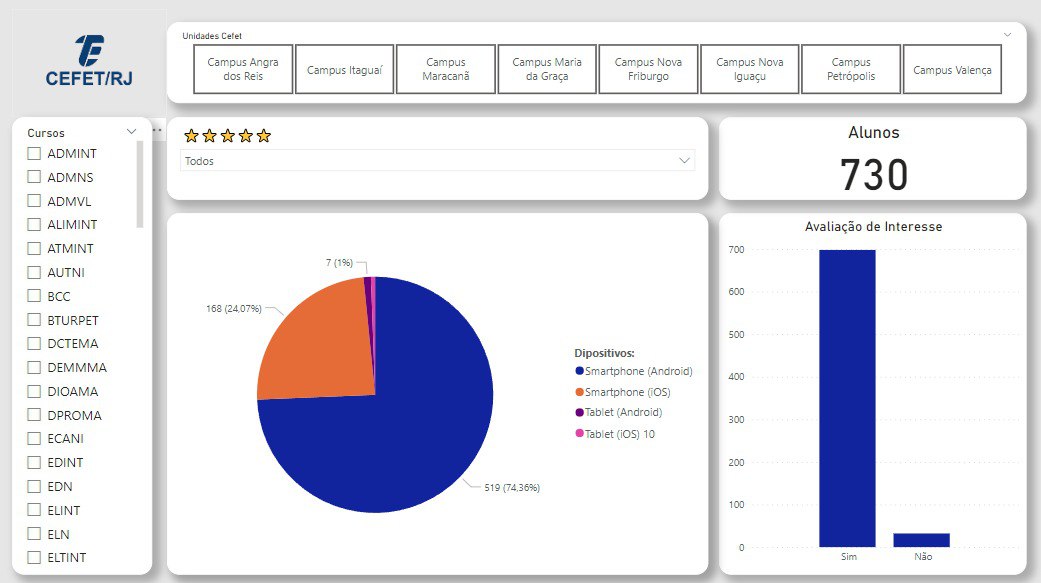 CEFET/RJ
Unidades Cefet
Campus Angra
dos Reis
Campus Itaguaí
Campus
Maracanã
Campus Maria
da Graça
Campus Nova
Friburgo
Campus Nova
Iguaçu
Campus
Petrópolis
Campus Valença
Cursos
ADMINT
ADMNS
ADMVL
ALIMINT
ATMINT
AUTNI
BCC
BTURPET
DCTEMA
DEMMMA
DIOAMA
DPROMA
ECANI
EDINT
EDN
ELINT
ELN
ELTINT
Todos
Alunos
730
7 (1%)
168 (24,07%)
519 (74,36%)
Dipositivos:
Smartphone (Android)
Smartphone (iOS)
Tablet (Android)
Tablet (iOS) 10
Avaliação de Interesse
700
600
500
400
300
200
100
0
Sim
Não